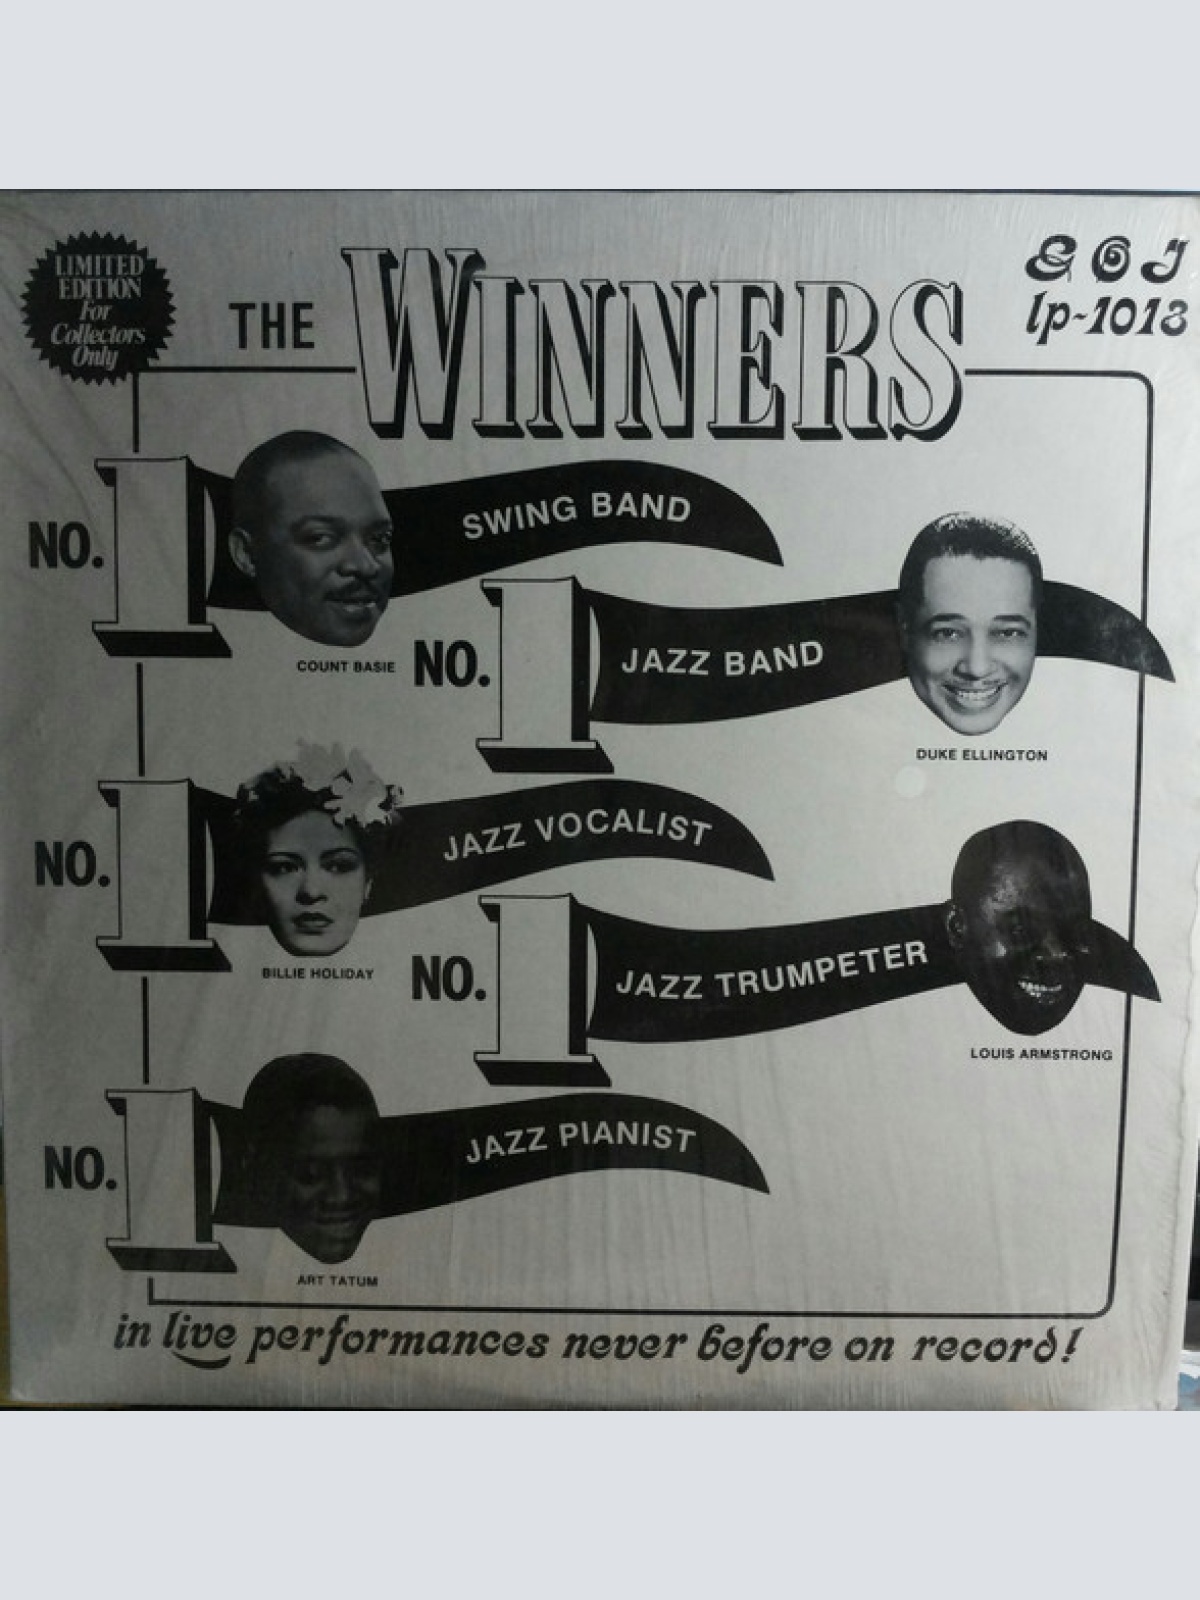 LIMITED
EDITION
For
Collectors
Only
THE WINNERS
GOJ
lp-1013
NO. 1 SWING BAND
COUNT BASIE
NO. 1 JAZZ BAND
DUKE ELLINGTON
NO. 1 JAZZ VOCALIST
BILLIE HOLIDAY
NO. 1 JAZZ TRUMPETER
LOUIS ARMSTRONG
NO. 1 JAZZ PIANIST
ART TATUM
in live performances never before on record!